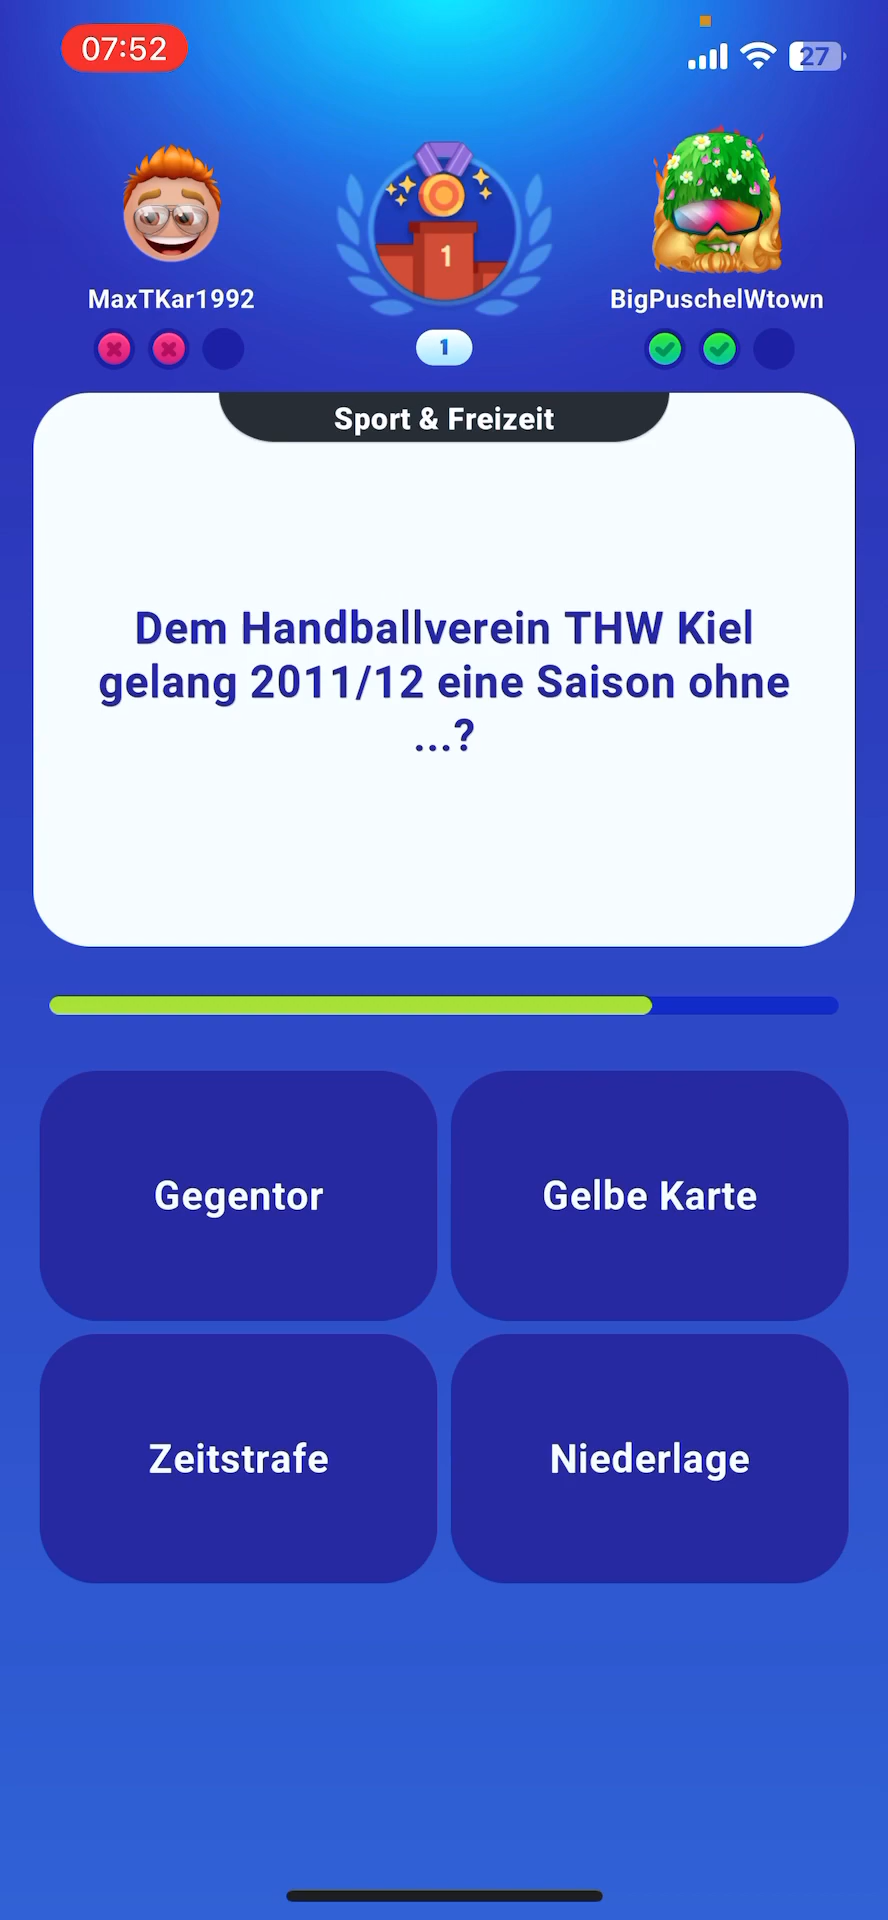 07:52
27
1
MaxTKar1992
BigPuschelWtown
1
Sport & Freizeit
Dem Handballverein THW Kiel
gelang 2011/12 eine Saison ohne
...?
Gegentor
Gelbe Karte
Zeitstrafe
Niederlage